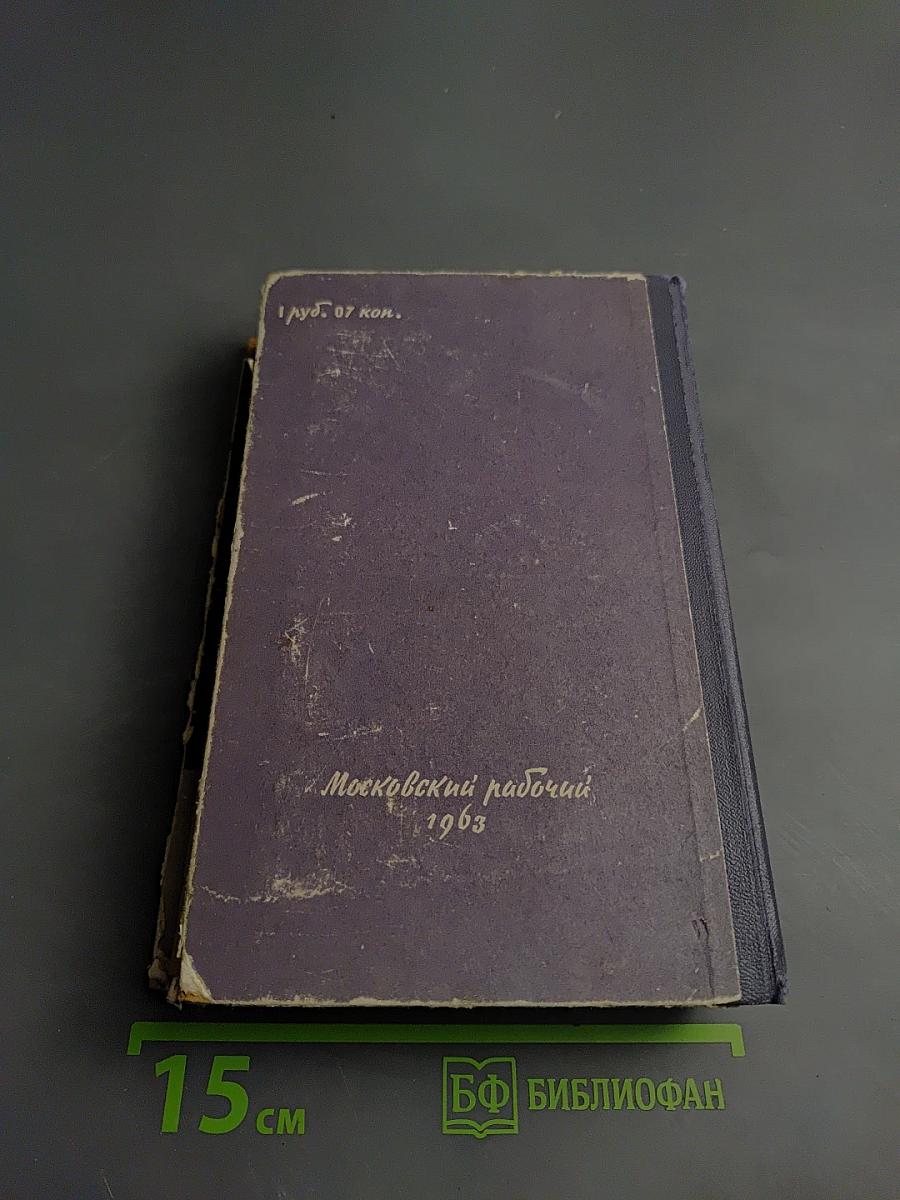 1 руб. 07 коп.
Московский рабочий
1963
15 см
БФ БИБЛИОФАН